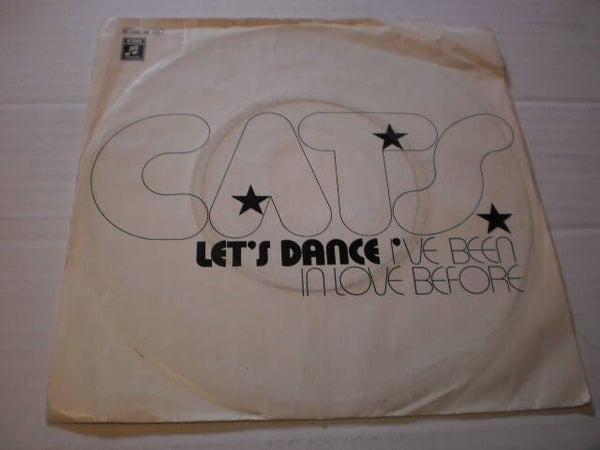 CATS
LET'S DANCE I'VE BEEN
IN LOVE BEFORE